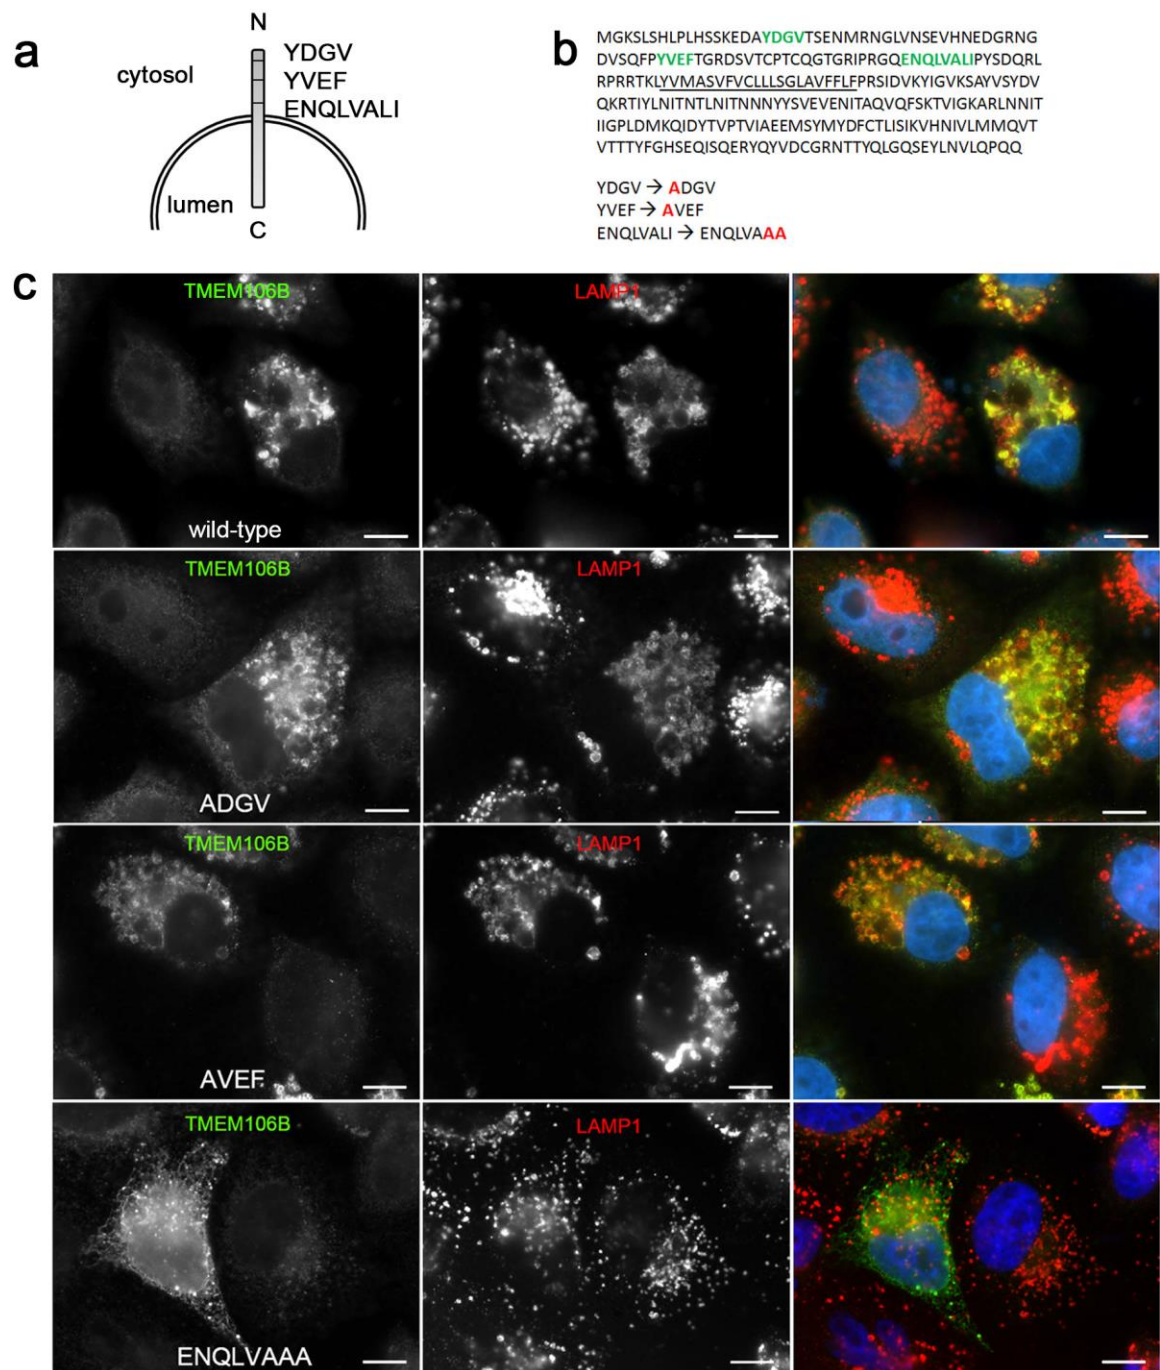 a
N
YDGV
cytosol
YVEF
ENQLVALI
lumen
C
b
MGKSLSHLPLHSSKEDAYDGVTSENMRNGLVNSEVHNEDGRNG
DVSQFPYVEFTGRDSVTCPTCQGTGRIPRGQENQLVALIPYSDQRL
RPRRTKLYVMASVFVCLLLSGLAVFFLFPRSIDVKYIGVKSAYVSYDV
QKRTIYLNITNTLNITNNNYYSVEVENITAQVQFSKTVIGKARLNNIT
IIGPLDMKQIDYTVPTVIAEEMSYMYDFCTLISIKVHNIVLMMQVT
VTTTYFGHSEQISQERYQYVDCGRNTTYQLGQSEYLNVLQPQQ
YDGV → ADGV
YVEF → AVEF
ENQLVALI → ENQLVAAA
c
TMEM106B
LAMP1
wild-type
TMEM106B
LAMP1
ADGV
TMEM106B
LAMP1
AVEF
TMEM106B
LAMP1
ENQLVAAA